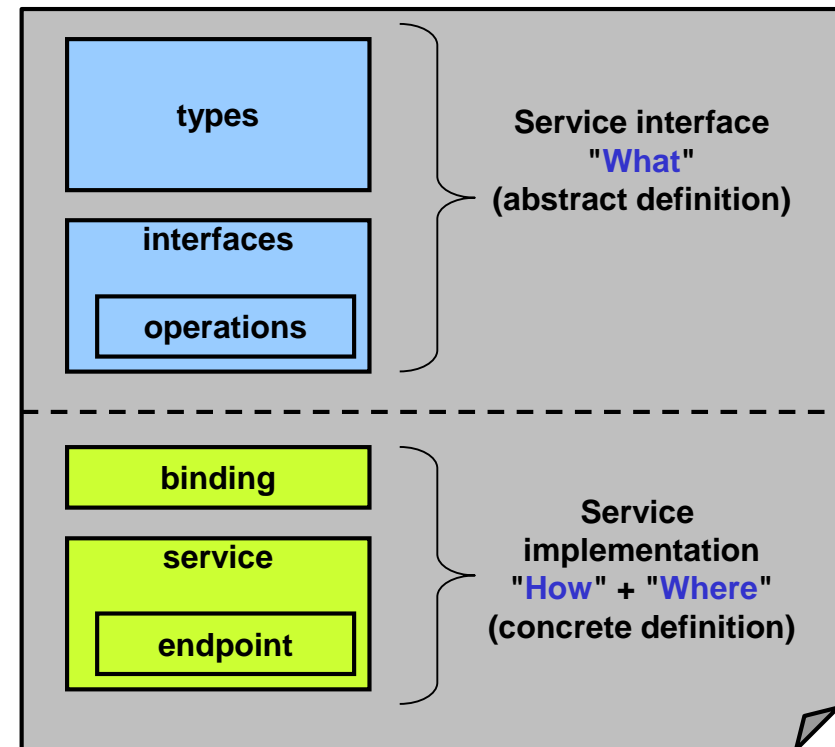 types
interfaces
operations
Service interface
"What"
(abstract definition)
binding
service
endpoint
Service
implementation
"How" + "Where"
(concrete definition)